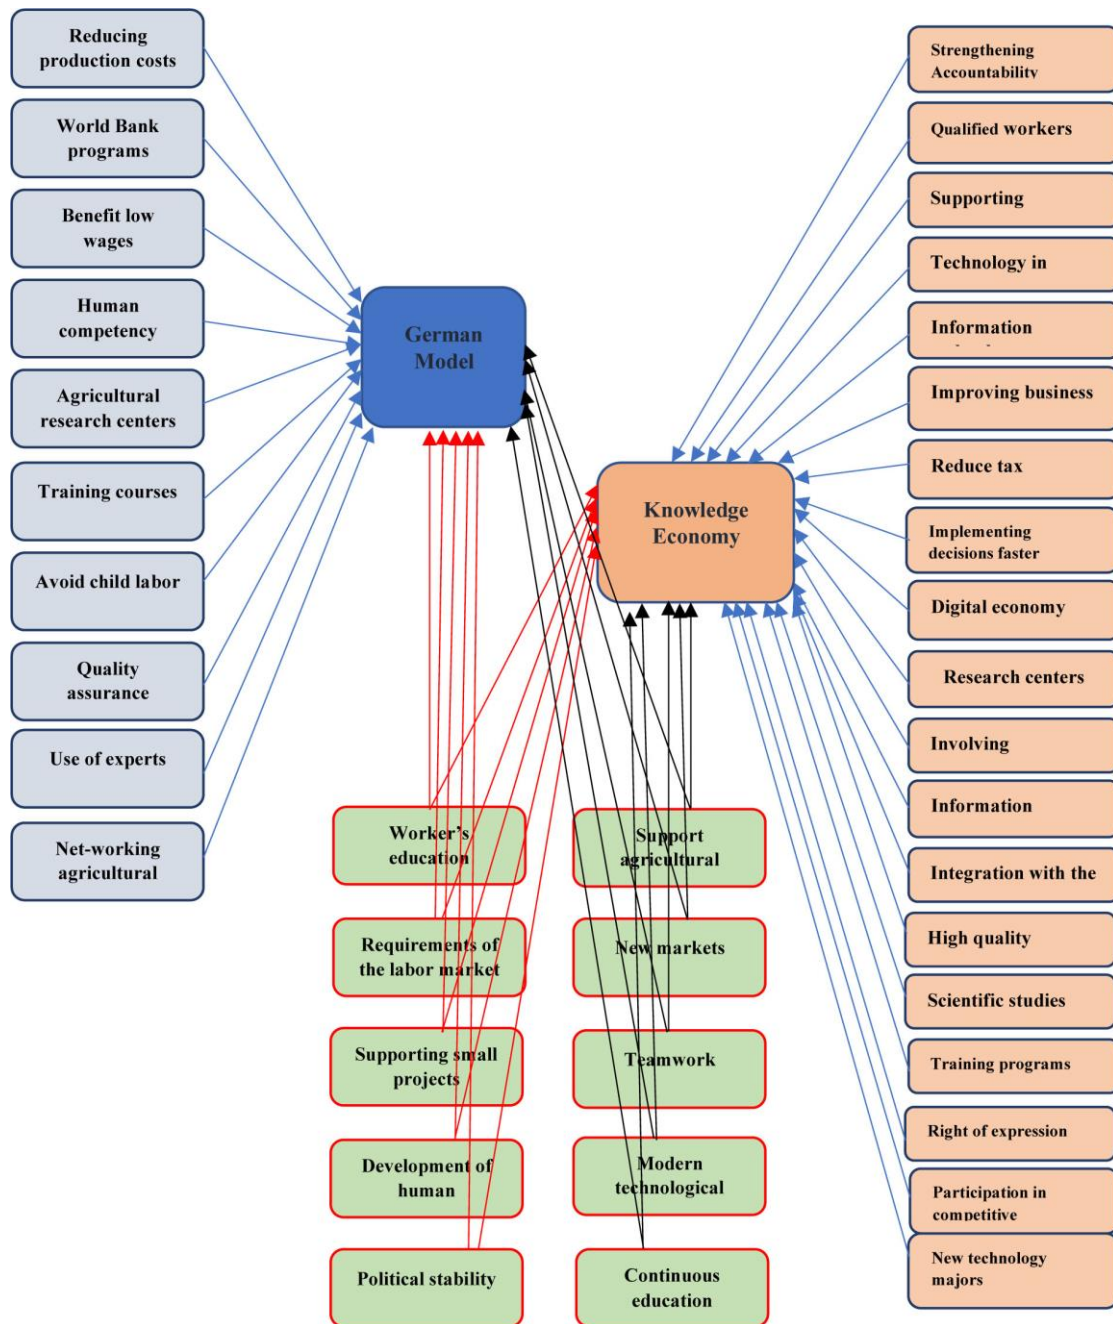 Reducing
production costs
World Bank
programs
Benefit low
wages
Human
competency
Agricultural
research centers
Training courses
Avoid child labor
Quality
assurance
Use of experts
Net-working
agricultural
German
Model
Knowledge
Economy
Worker's
education
Requirements of
the labor market
Supporting small
projects
Development of
human
Political stability
Support
agricultural
New markets
Teamwork
Modern
technological
Continuous
education
Strengthening
Accountability
Qualified workers
Supporting
Technology in
Information
Improving business
Reduce tax
Implementing
decisions faster
Digital economy
Research centers
Involving
Information
Integration with the
High quality
Scientific studies
Training programs
Right of expression
Participation in
competitive
New technology
majors